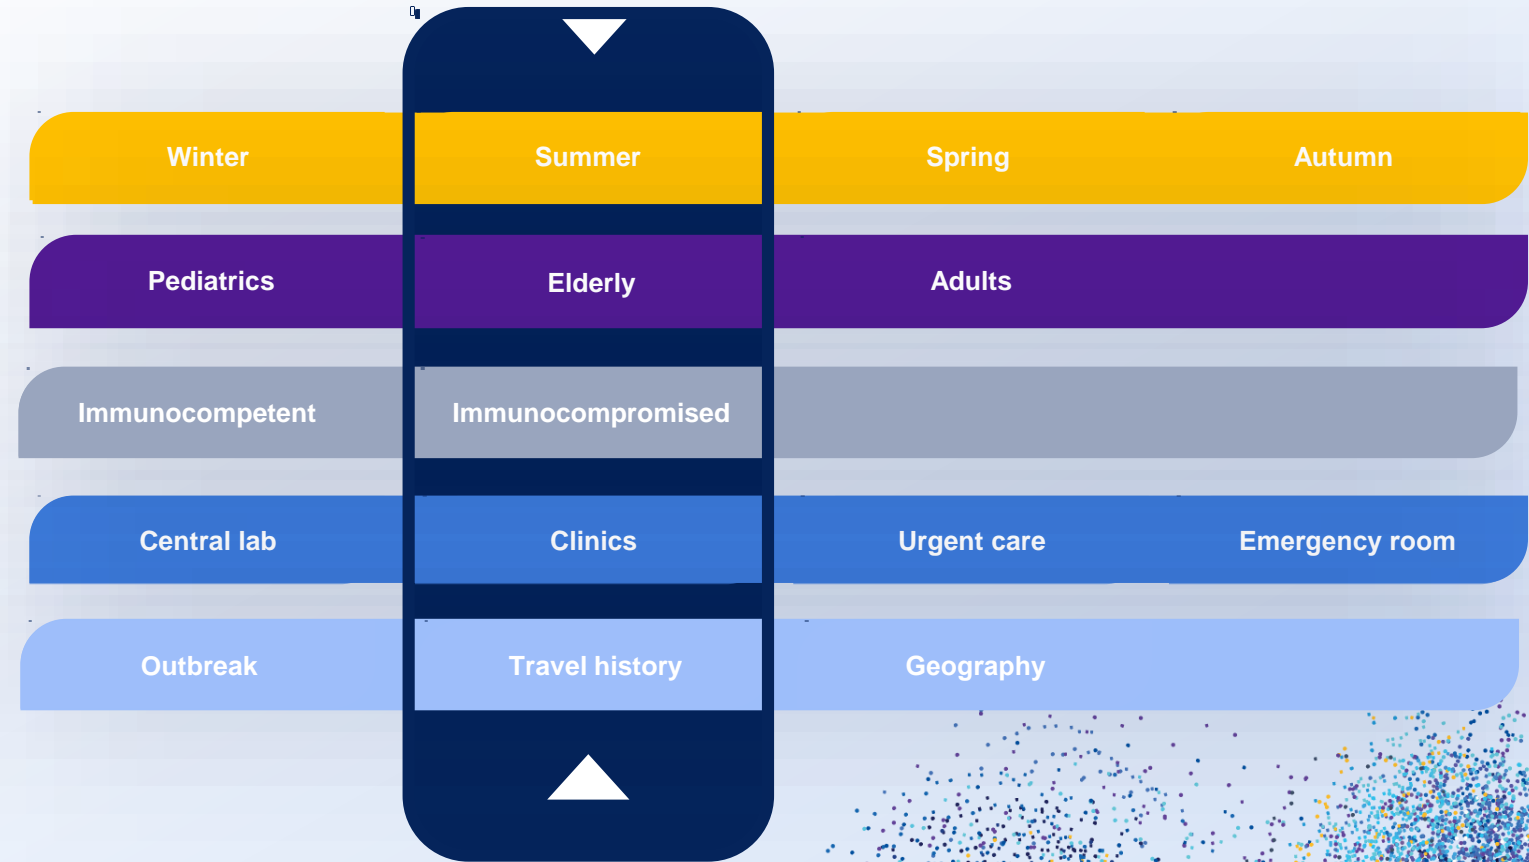 Winter Summer Spring Autumn
Pediatrics Elderly Adults
Immunocompetent Immunocompromised
Central lab Clinics Urgent care Emergency room
Outbreak Travel history Geography